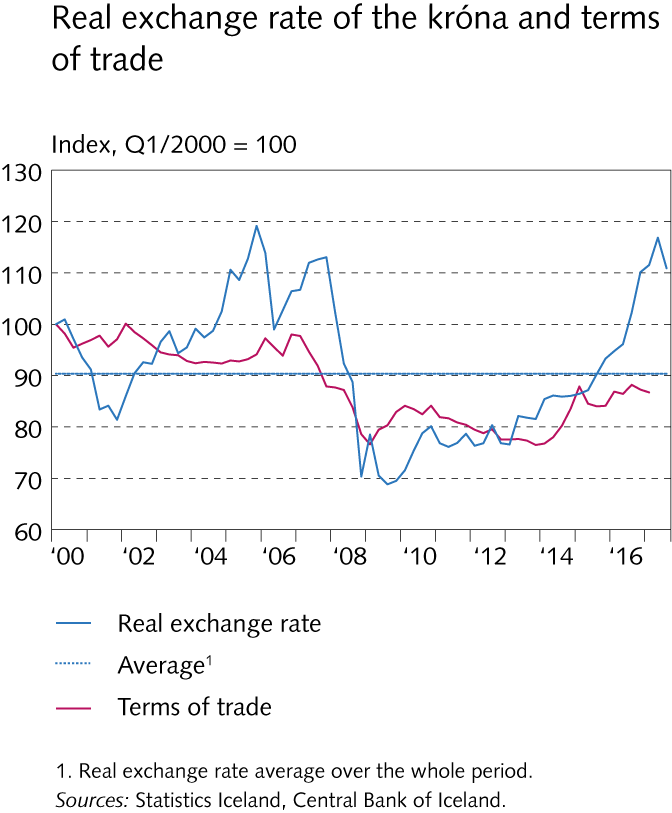 Real exchange rate of the króna and terms
of trade
Index, Q1/2000 = 100
130
120
110
100
90
80
70
60
‘00 ‘02 ‘04 ‘06 ‘08 ‘10 ‘12 ‘14 ‘16
Real exchange rate
Average¹
Terms of trade
1. Real exchange rate average over the whole period.
Sources: Statistics Iceland, Central Bank of Iceland.